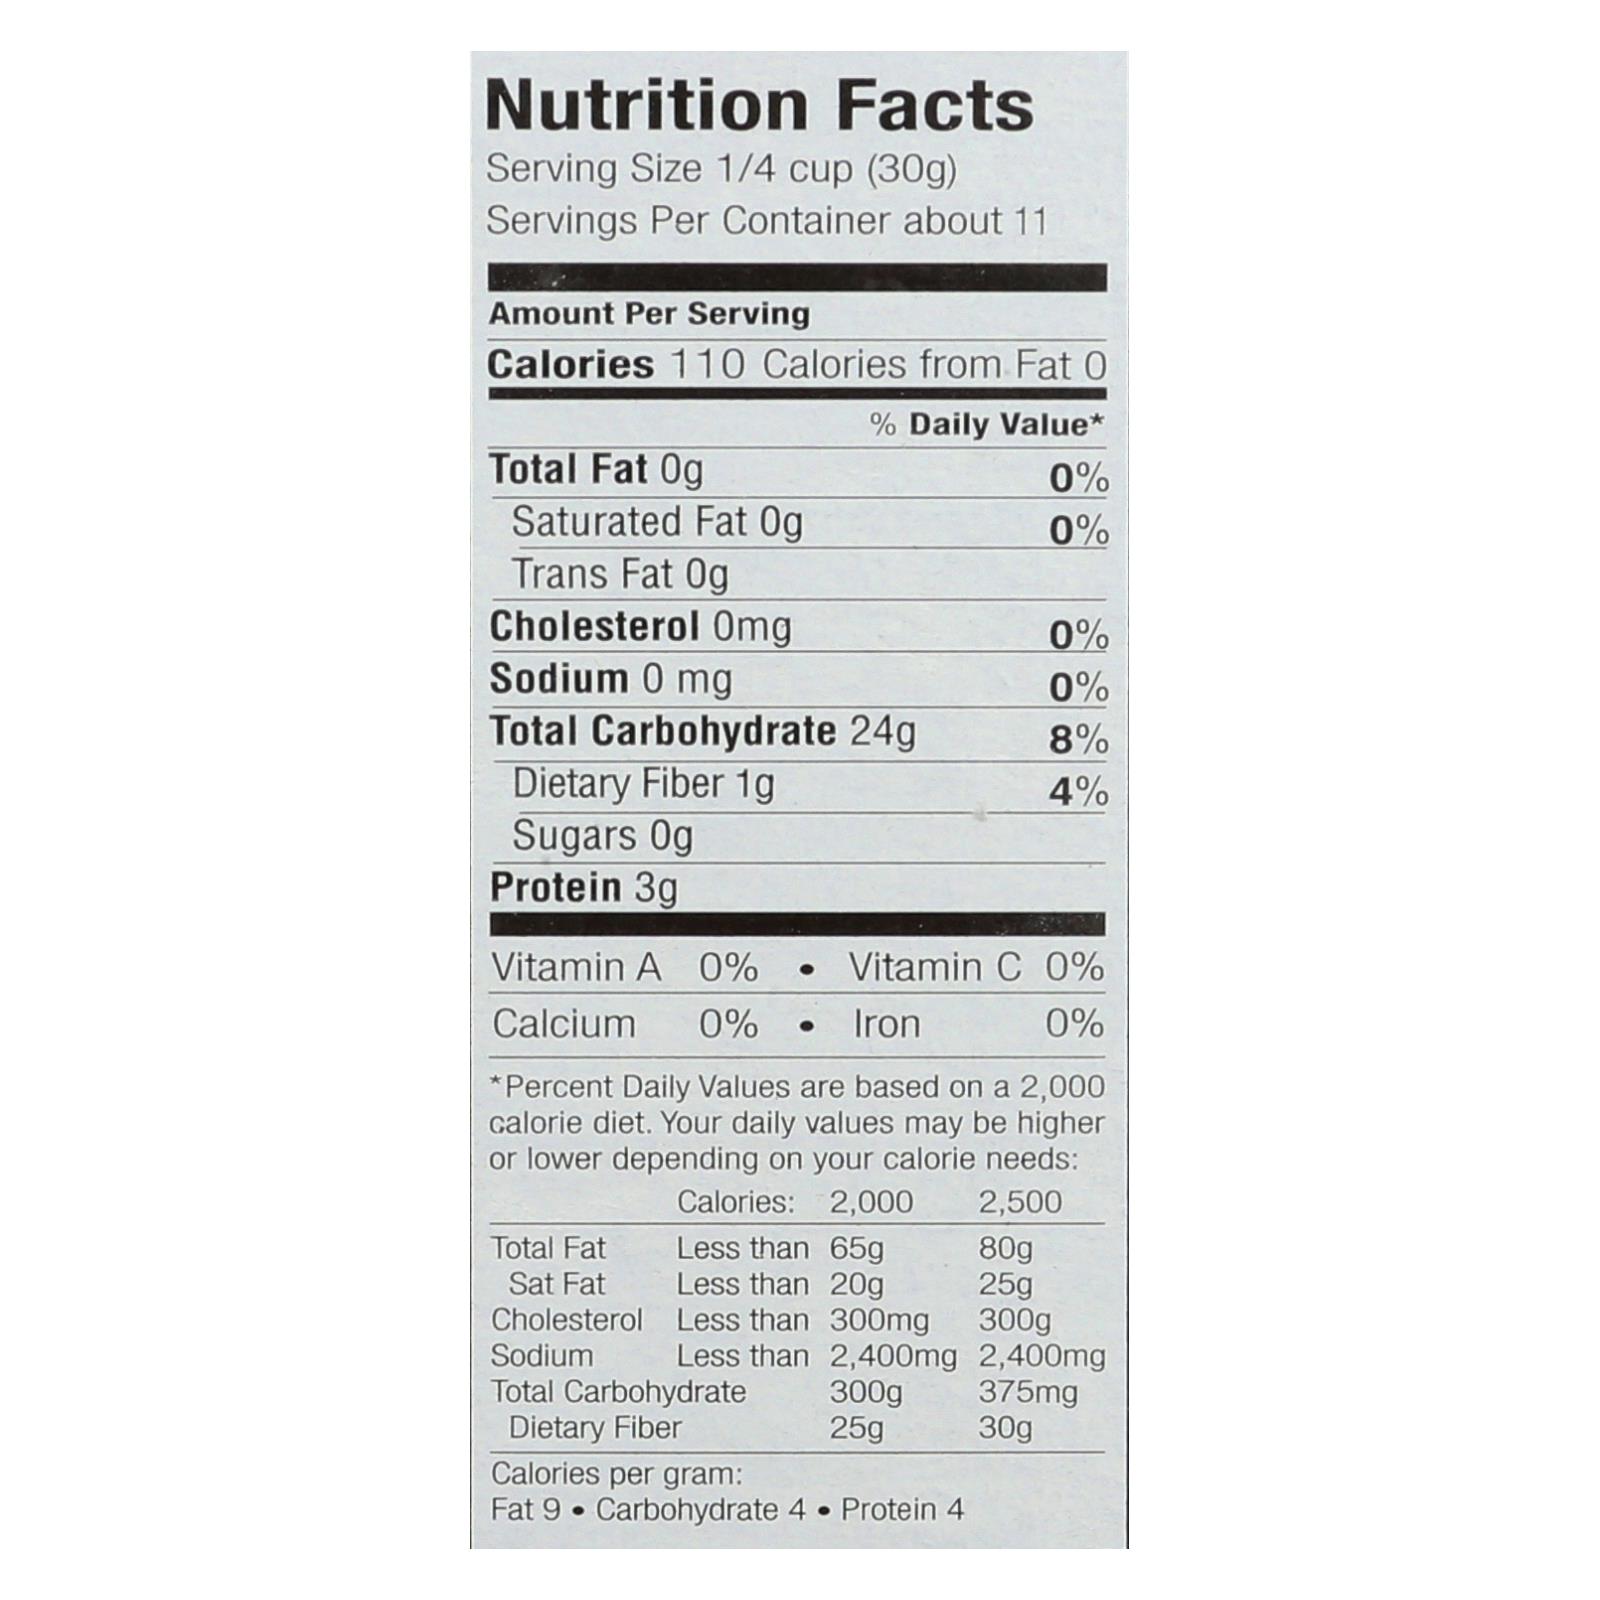 Nutrition Facts
Serving Size 1/4 cup (30g)
Servings Per Container about 11
Amount Per Serving
Calories 110 Calories from Fat 0
% Daily Value*
Total Fat 0g 0%
Saturated Fat 0g 0%
Trans Fat 0g
Cholesterol 0mg 0%
Sodium 0 mg 0%
Total Carbohydrate 24g 8%
Dietary Fiber 1g 4%
Sugars 0g
Protein 3g
Vitamin A 0% • Vitamin C 0%
Calcium 0% • Iron 0%
*Percent Daily Values are based on a 2,000
calorie diet. Your daily values may be higher
or lower depending on your calorie needs:
Calories: 2,000 2,500
Total Fat Less than 65g 80g
Sat Fat Less than 20g 25g
Cholesterol Less than 300mg 300g
Sodium Less than 2,400mg 2,400mg
Total Carbohydrate 300g 375mg
Dietary Fiber 25g 30g
Calories per gram:
Fat 9 • Carbohydrate 4 • Protein 4